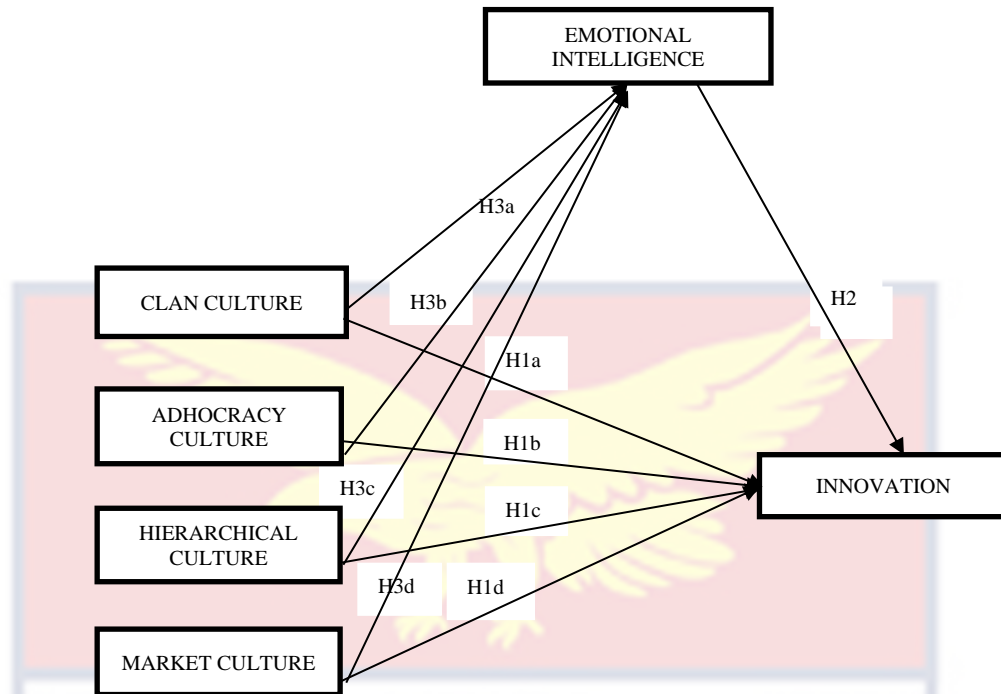 EMOTIONAL
INTELLIGENCE
H3a
CLAN CULTURE
H3b
H2
H1a
ADHOCRACY
CULTURE
H1b
H3c
INNOVATION
H1c
HIERARCHICAL
CULTURE
H3d
H1d
MARKET CULTURE